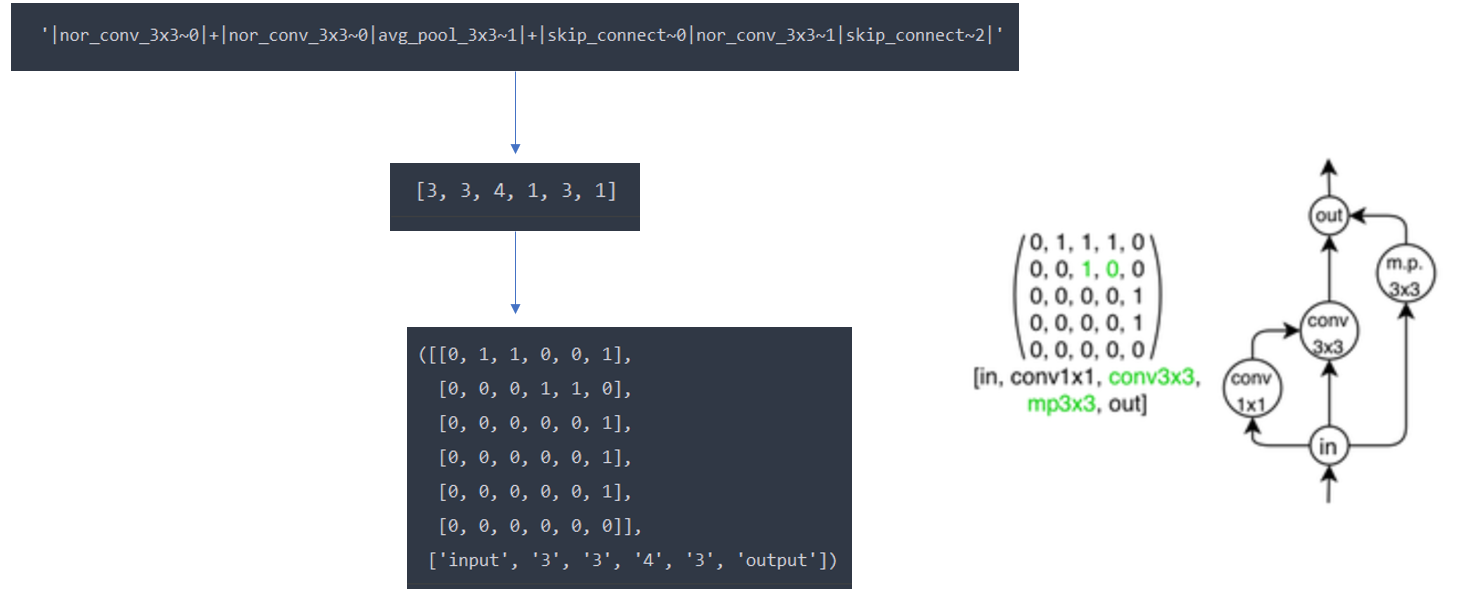 '|nor_conv_3x3~0|+|nor_conv_3x3~0|avg_pool_3x3~1|+|skip_connect~0|nor_conv_3x3~1|skip_connect~2|'
[3, 3, 4, 1, 3, 1]
([[0, 1, 1, 0, 0, 1],
[0, 0, 0, 1, 1, 0],
[0, 0, 0, 0, 0, 1],
[0, 0, 0, 0, 0, 1],
[0, 0, 0, 0, 0, 1],
[0, 0, 0, 0, 0, 0]],
['input', '3', '3', '4', '3', 'output'])
0, 1, 1, 1, 0
0, 0, 1, 0, 0
0, 0, 0, 0, 1
0, 0, 0, 0, 1
0, 0, 0, 0, 0
[in, conv1x1, conv3x3,
mp3x3, out]
out
m.p.
3x3
conv
3x3
conv
1x1
in